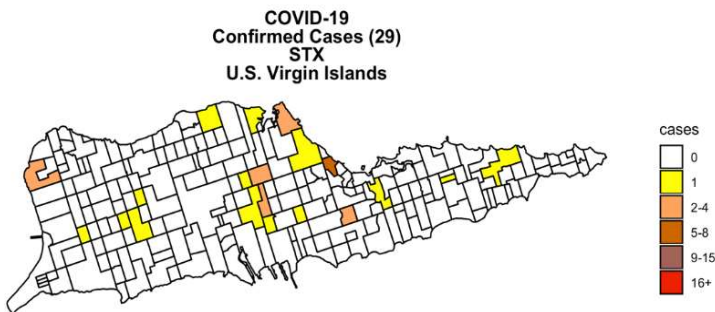 COVID-19
Confirmed Cases (29)
STX
U.S. Virgin Islands
cases
0
1
2-4
5-8
9-15
16+